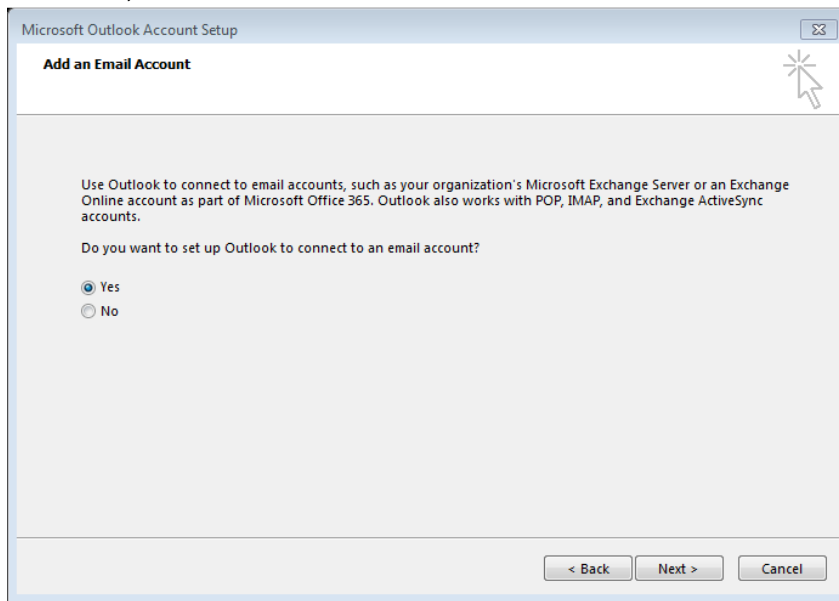 Microsoft Outlook Account Setup
Add an Email Account
Use Outlook to connect to email accounts, such as your organization's Microsoft Exchange Server or an Exchange
Online account as part of Microsoft Office 365. Outlook also works with POP, IMAP, and Exchange ActiveSync
accounts.
Do you want to set up Outlook to connect to an email account?
Yes
No
< Back Next > Cancel